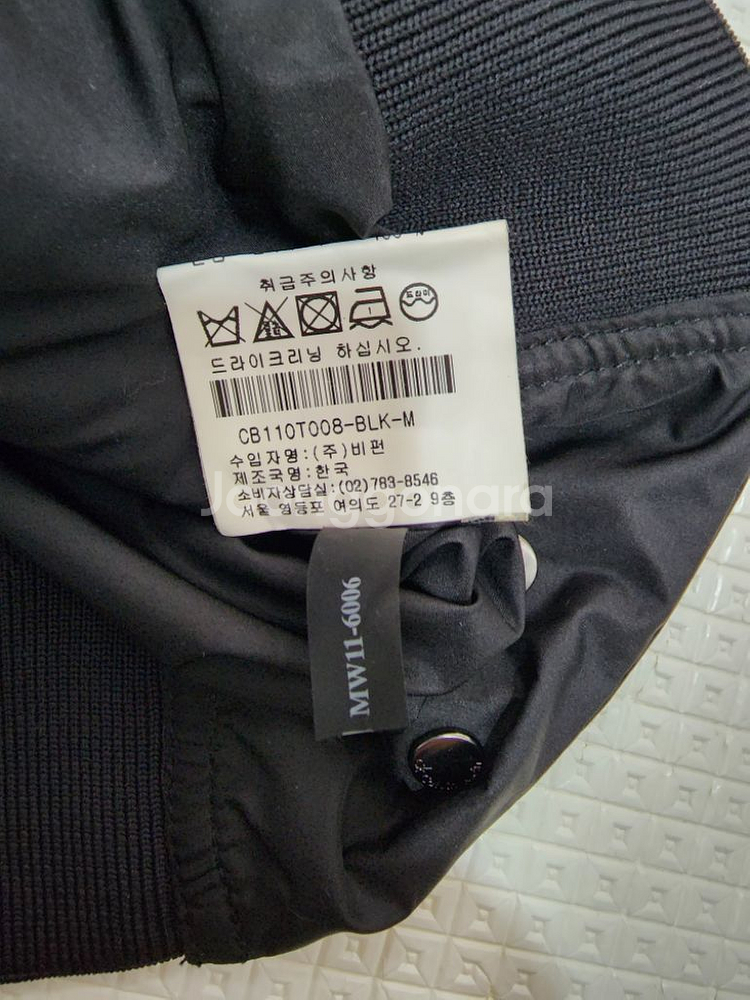 취급주의사항
드라이크리닝 하십시오.
CB110T008-BLK-M
수입자명:(주)비펀
제조국명:한국
소비자상담실:(02)783-8546
서울 영등포 여의도 27-2 9층
Joonggonara
MW11-6006